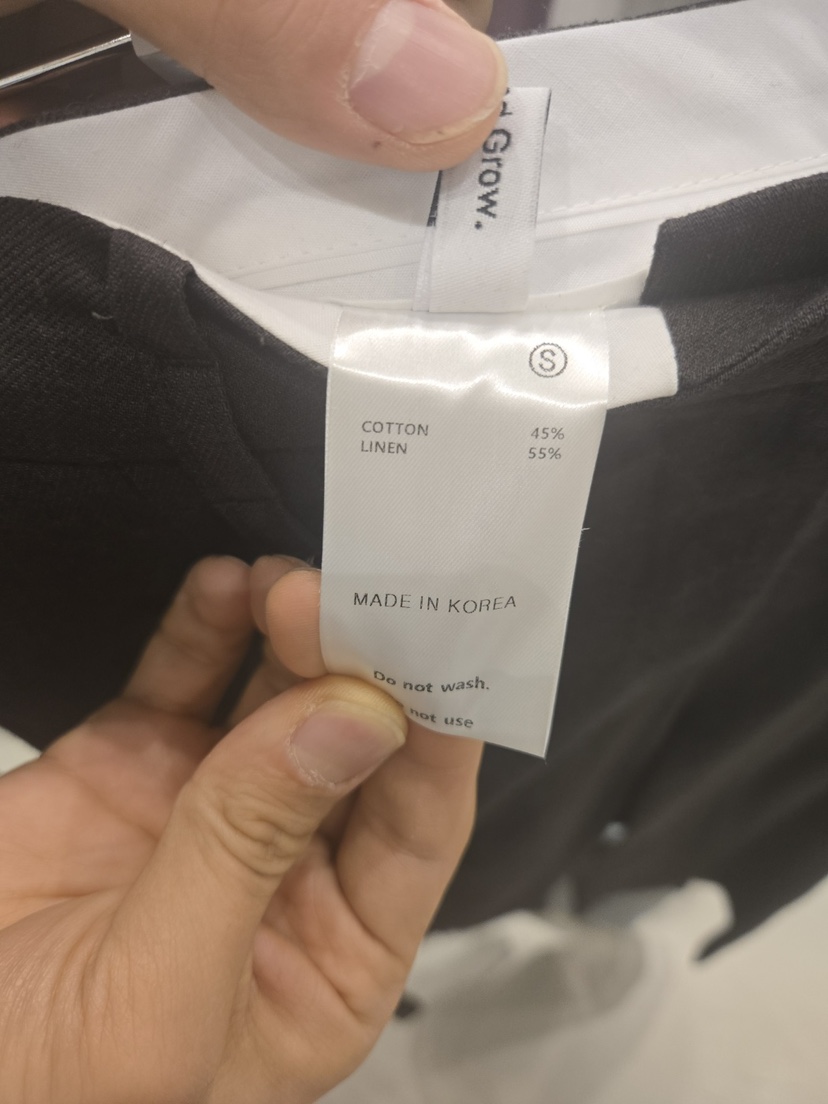 Grow.
S
COTTON 45%
LINEN 55%
MADE IN KOREA
Do not wash.
not use